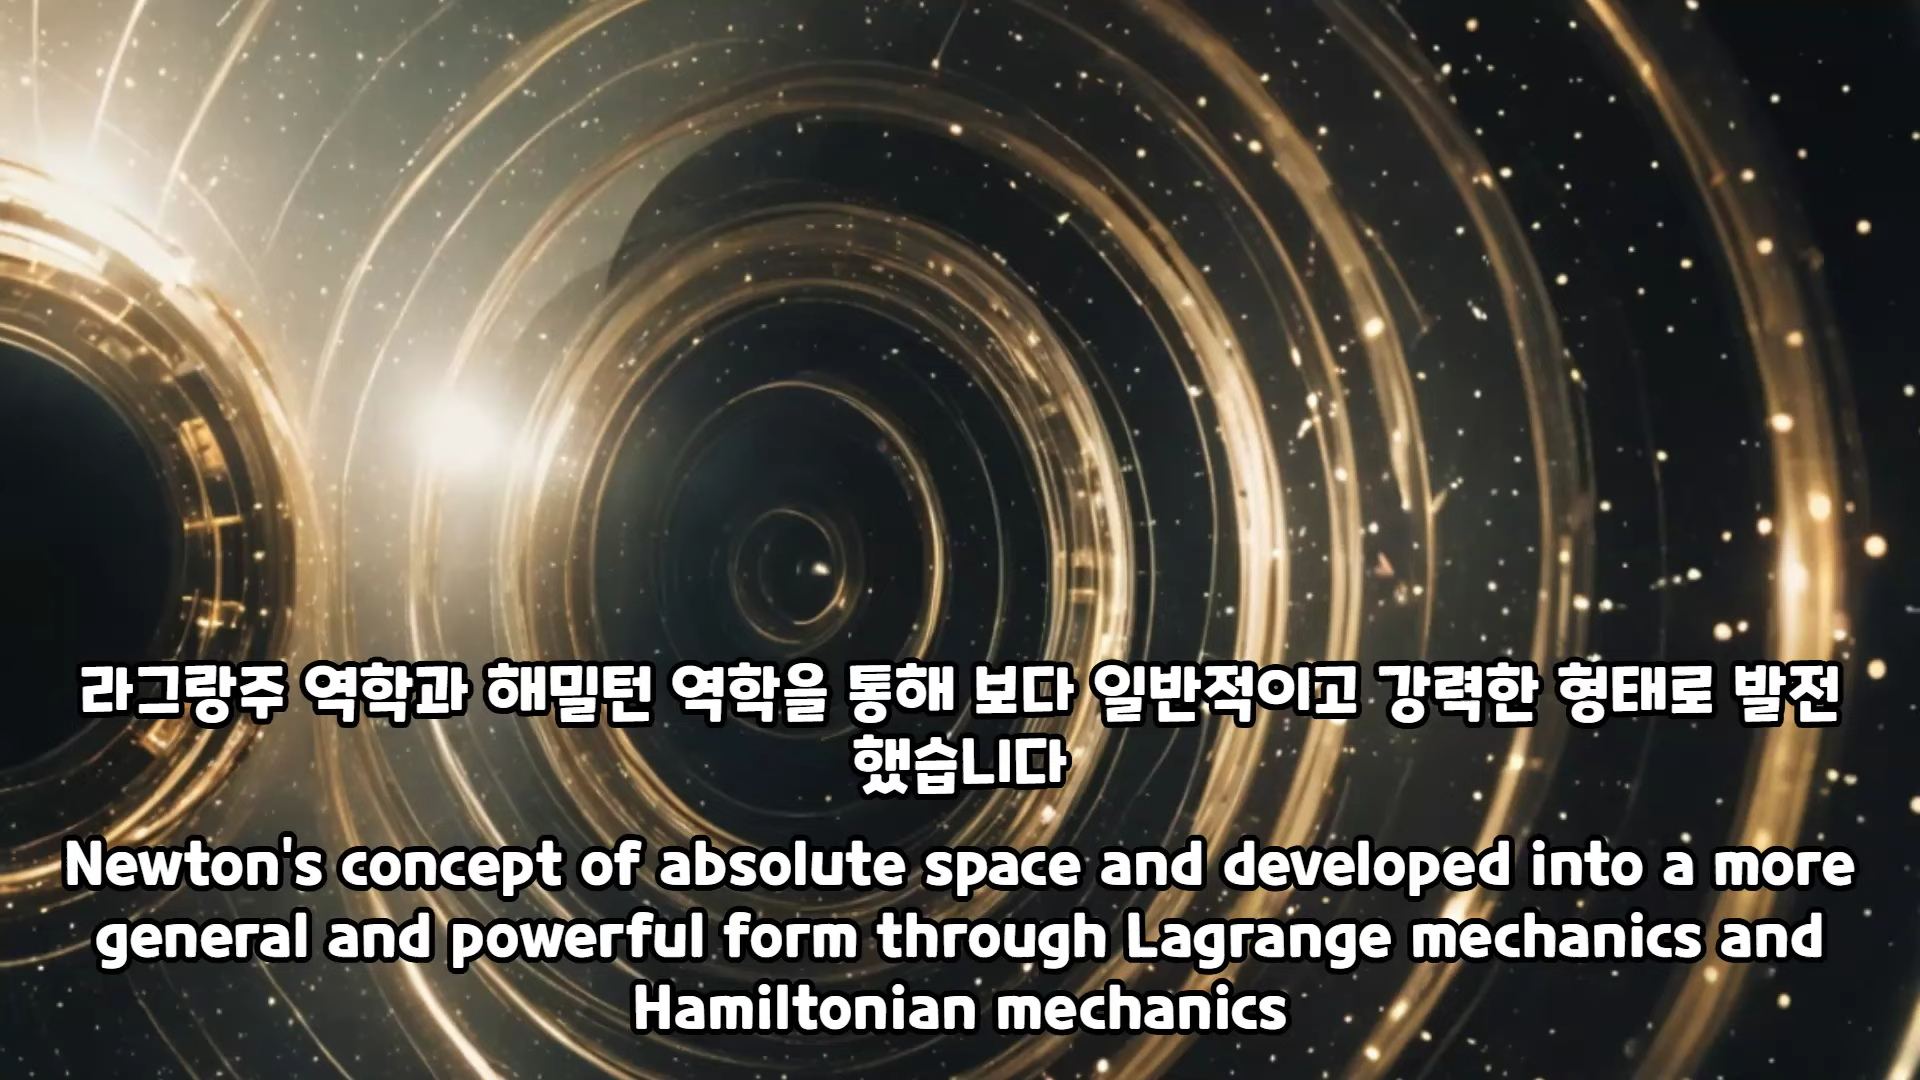 라그랑주 역학과 해밀턴 역학을 통해 보다 일반적이고 강력한 형태로 발전
했습니다
Newton's concept of absolute space and developed into a more
general and powerful form through Lagrange mechanics and
Hamiltonian mechanics